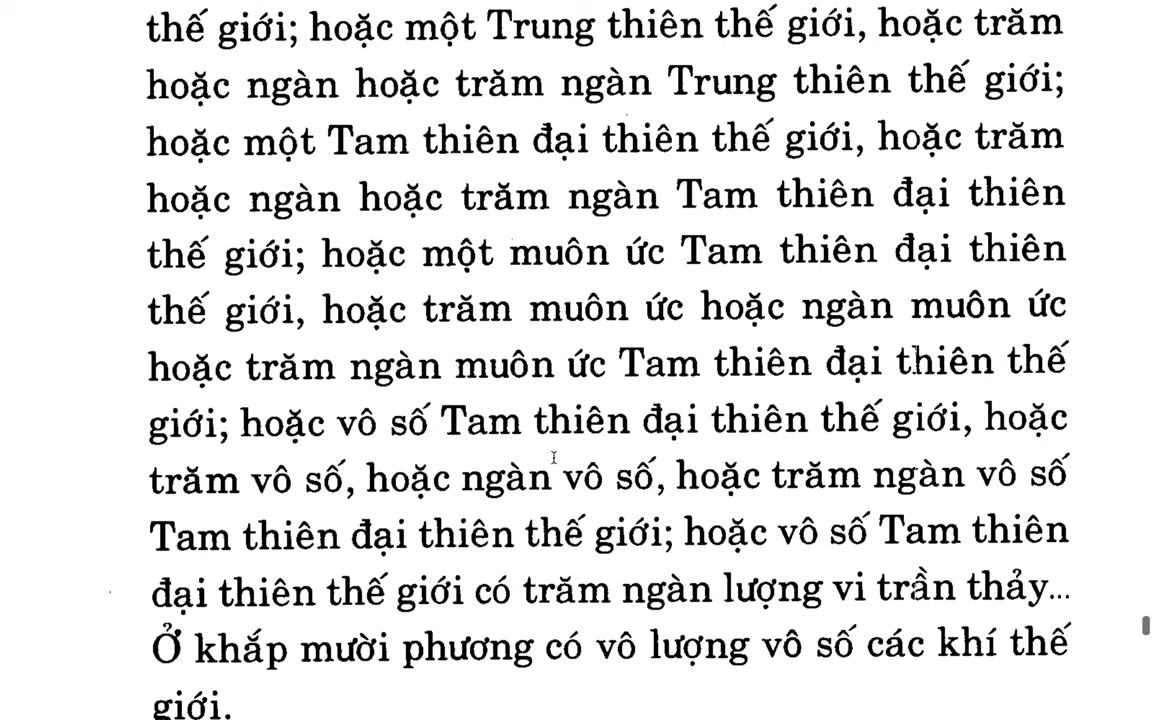 thế giới; hoặc một Trung thiên thế giới, hoặc trăm
hoặc ngàn hoặc trăm ngàn Trung thiên thế giới;
hoặc một Tam thiên đại thiên thế giới, hoặc trăm
hoặc ngàn hoặc trăm ngàn Tam thiên đại thiên
thế giới; hoặc một muôn ức Tam thiên đại thiên
thế giới, hoặc trăm muôn ức hoặc ngàn muôn ức
hoặc trăm ngàn muôn ức Tam thiên đại thiên thế
giới; hoặc vô số Tam thiên đại thiên thế giới, hoặc
trăm vô số, hoặc ngàn vô số, hoặc trăm ngàn vô số
Tam thiên đại thiên thế giới; hoặc vô số Tam thiên
đại thiên thế giới có trăm ngàn lượng vi trần thảy...
Ở khắp mười phương có vô lượng vô số các khí thế
giới.